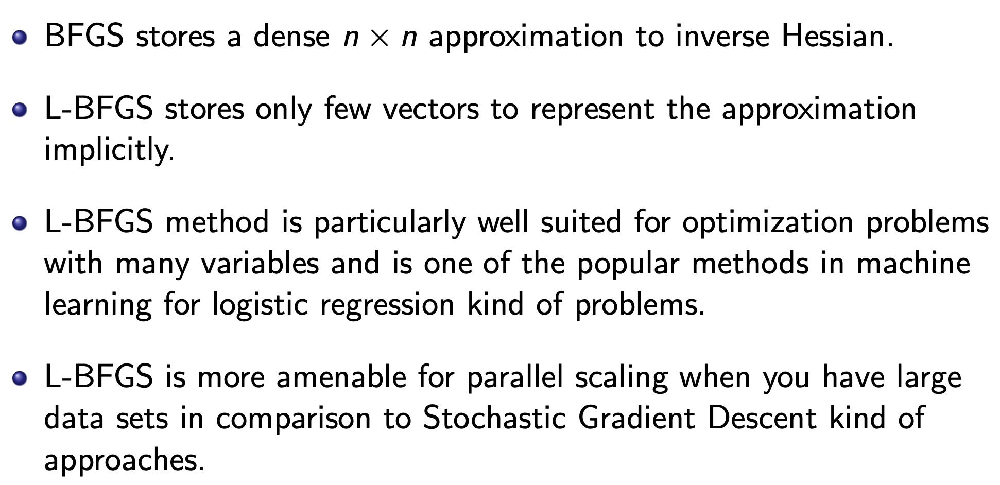 BFGS stores a dense n × n approximation to inverse Hessian.
L-BFGS stores only few vectors to represent the approximation
implicitly.
L-BFGS method is particularly well suited for optimization problems
with many variables and is one of the popular methods in machine
learning for logistic regression kind of problems.
L-BFGS is more amenable for parallel scaling when you have large
data sets in comparison to Stochastic Gradient Descent kind of
approaches.